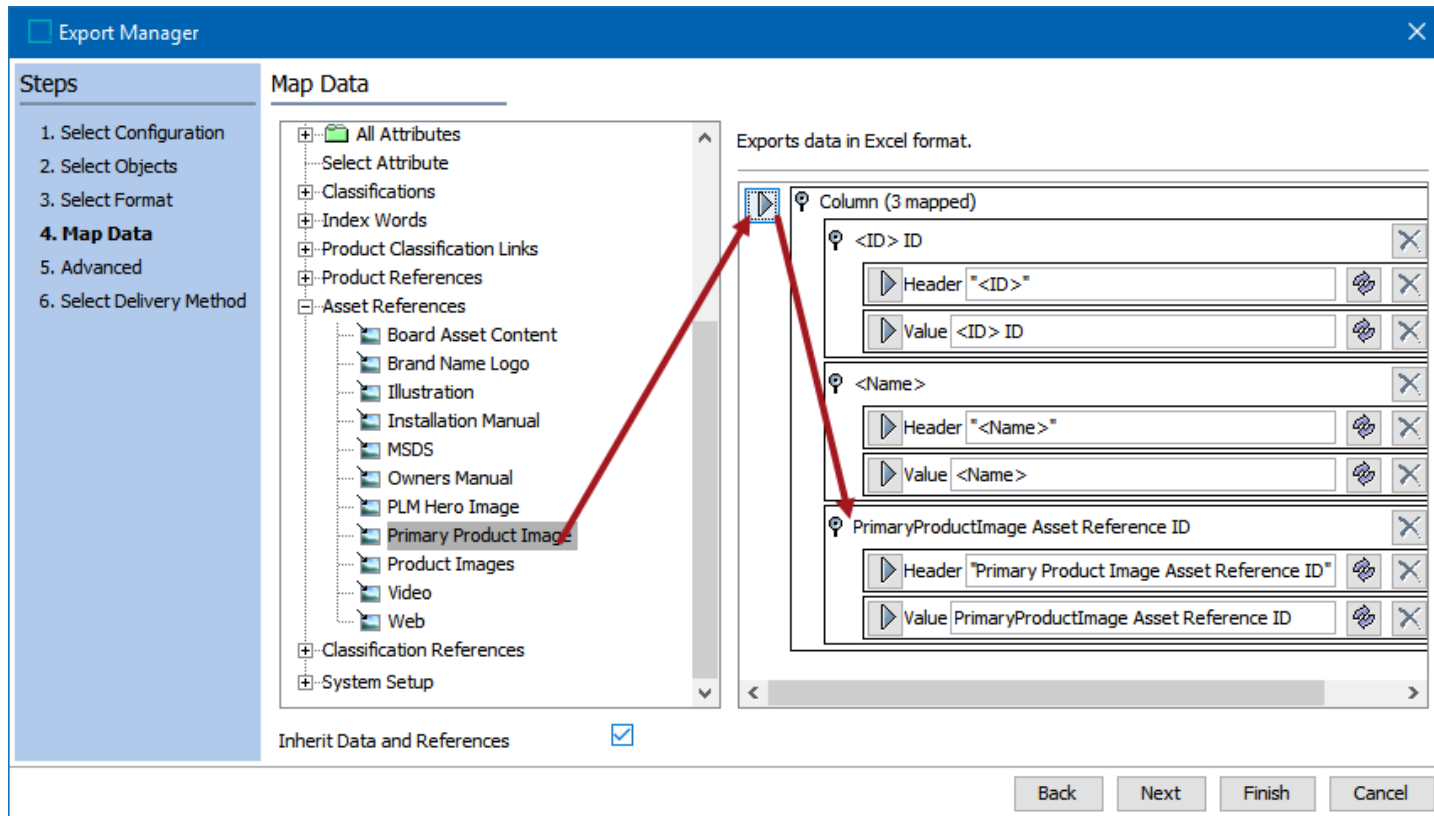 Export Manager
Steps
1. Select Configuration
2. Select Objects
3. Select Format
4. Map Data
5. Advanced
6. Select Delivery Method
Map Data
All Attributes
Select Attribute
Classifications
Index Words
Product Classification Links
Product References
Asset References
Board Asset Content
Brand Name Logo
Illustration
Installation Manual
MSDS
Owners Manual
PLM Hero Image
Primary Product Image
Product Images
Video
Web
Classification References
System Setup
Inherit Data and References
Exports data in Excel format.
Column (3 mapped)
<ID> ID
Header "<ID>"
Value <ID> ID
<Name>
Header "<Name>"
Value <Name>
PrimaryProductImage Asset Reference ID
Header "Primary Product Image Asset Reference ID"
Value PrimaryProductImage Asset Reference ID
Back Next Finish Cancel